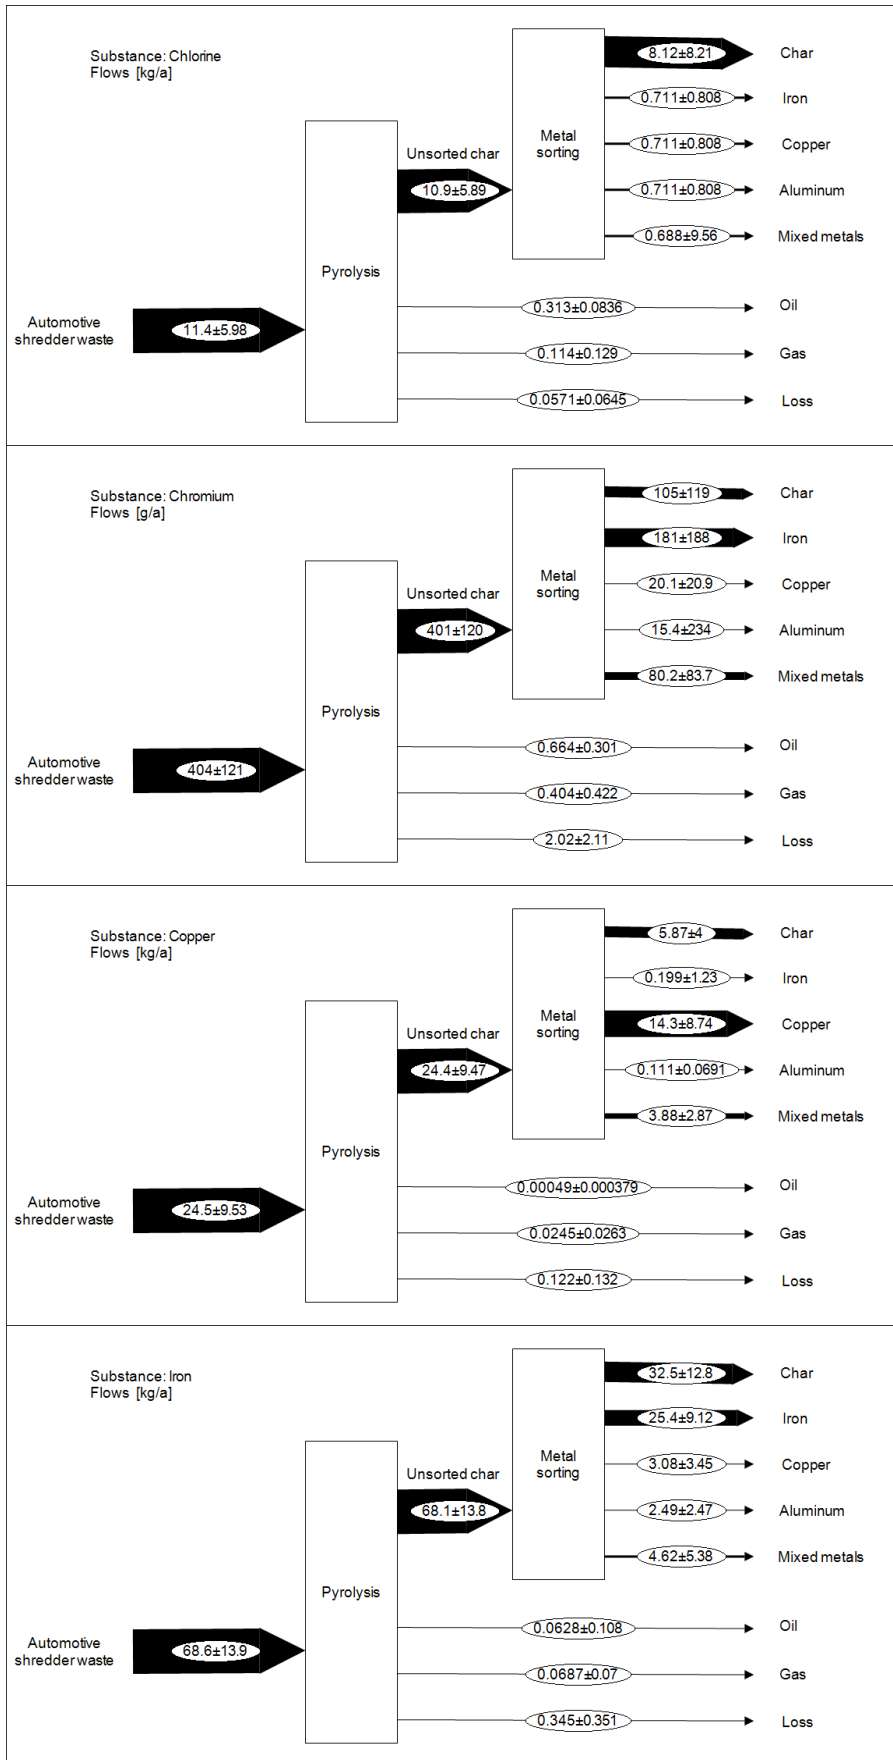 Substance: Chlorine
Flows [kg/a]
8.12±8.21
Char
0.711±0.808
Iron
Metal
sorting
0.711±0.808
Copper
Unsorted char
10.9±5.89
0.711±0.808
Aluminum
0.688±9.56
Mixed metals
Pyrolysis
0.313±0.0836
Oil
Automotive
shredder waste
11.4±5.98
0.114±0.129
Gas
0.0571±0.0645
Loss
Substance: Chromium
Flows [g/a]
105±119
Char
181±188
Iron
Metal
sorting
20.1±20.9
Copper
Unsorted char
401±120
15.4±234
Aluminum
80.2±83.7
Mixed metals
Pyrolysis
0.664±0.301
Oil
Automotive
shredder waste
404±121
0.404±0.422
Gas
2.02±2.11
Loss
Substance: Copper
Flows [kg/a]
5.87±4
Char
0.199±1.23
Iron
Metal
sorting
14.3±8.74
Copper
Unsorted char
24.4±9.47
0.111±0.0691
Aluminum
3.88±2.87
Mixed metals
Pyrolysis
0.00049±0.000379
Oil
Automotive
shredder waste
24.5±9.53
0.0245±0.0263
Gas
0.122±0.132
Loss
Substance: Iron
Flows [kg/a]
32.5±12.8
Char
25.4±9.12
Iron
Metal
sorting
3.08±3.45
Copper
Unsorted char
68.1±13.8
2.49±2.47
Aluminum
4.62±5.38
Mixed metals
Pyrolysis
0.0628±0.108
Oil
Automotive
shredder waste
68.6±13.9
0.0687±0.07
Gas
0.345±0.351
Loss